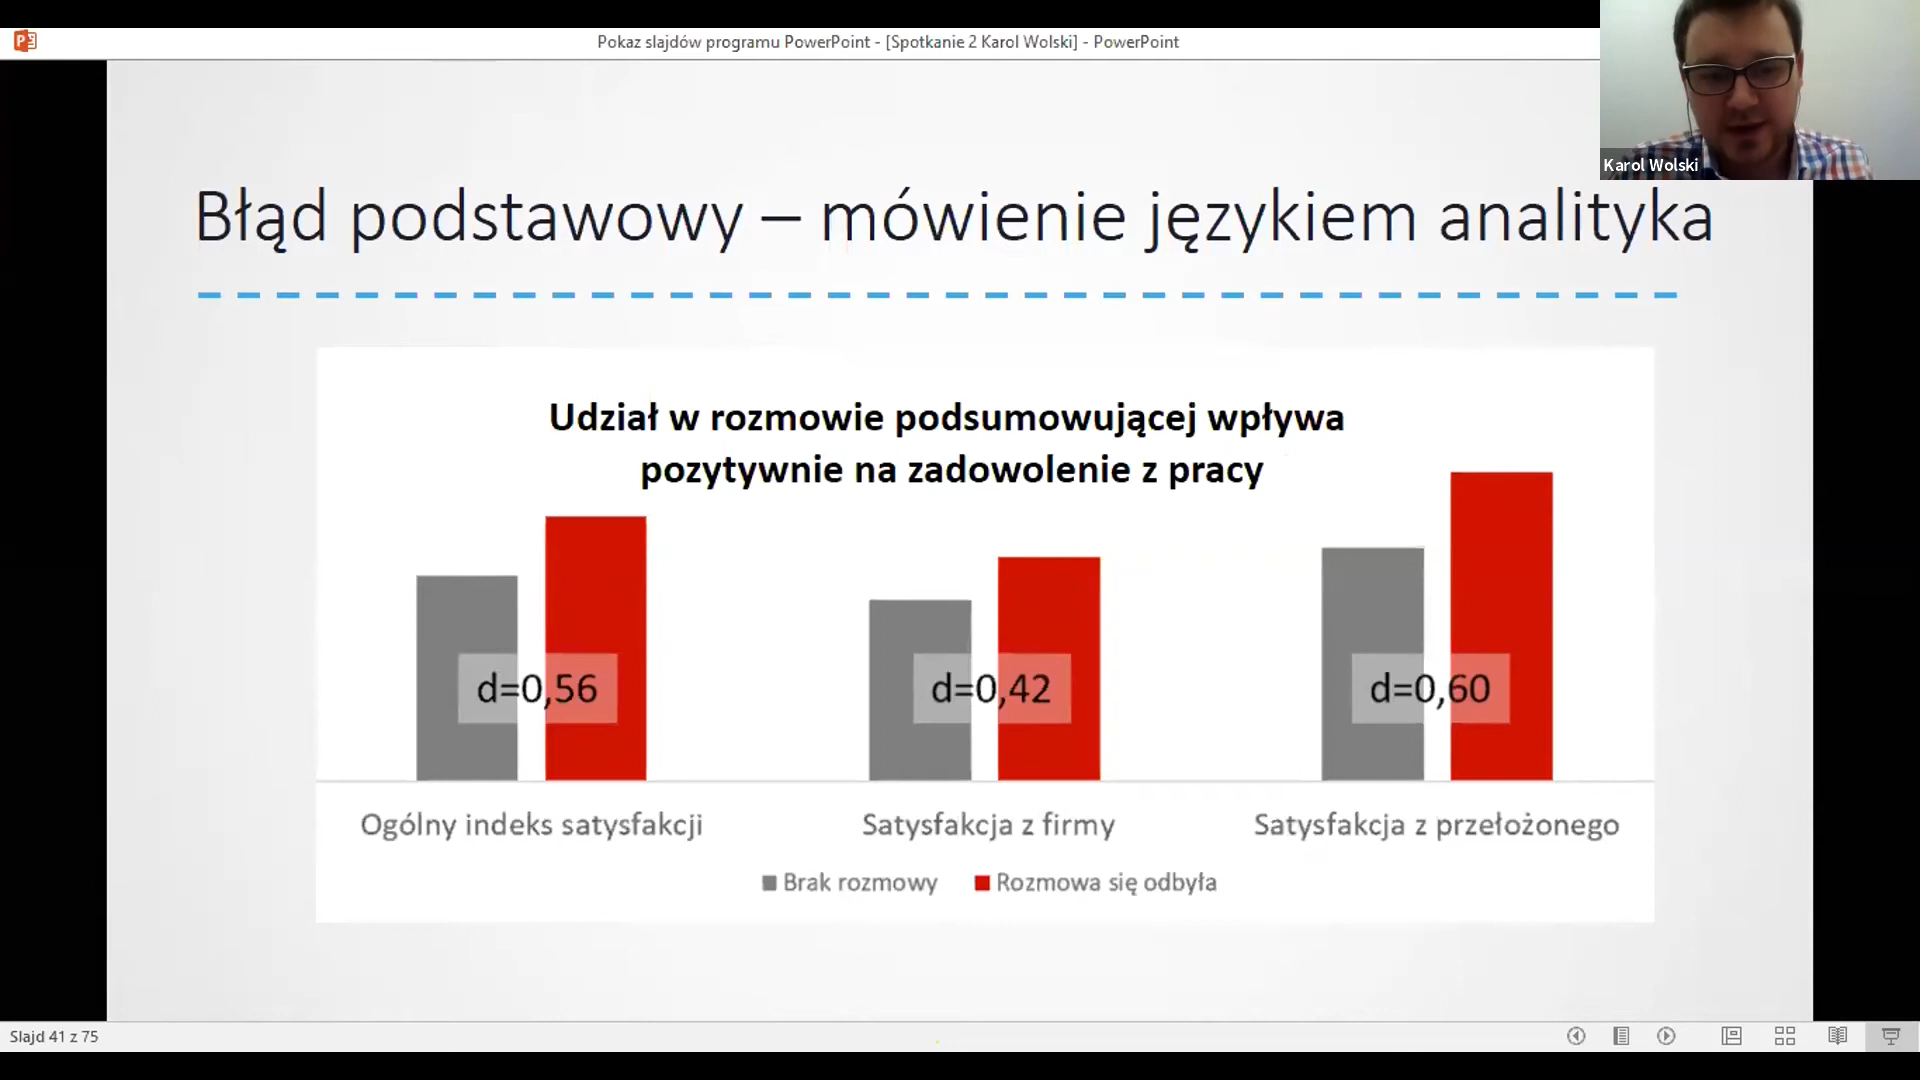 Pokaz slajdów programu PowerPoint - [Spotkanie 2 Karol Wolski] - PowerPoint
Karol Wolski
Błąd podstawowy – mówienie językiem analityka
Udział w rozmowie podsumowującej wpływa
pozytywnie na zadowolenie z pracy
d=0,56 d=0,42 d=0,60
Ogólny indeks satysfakcji Satysfakcja z firmy Satysfakcja z przełożonego
Brak rozmowy Rozmowa się odbyła
Slajd 41 z 75